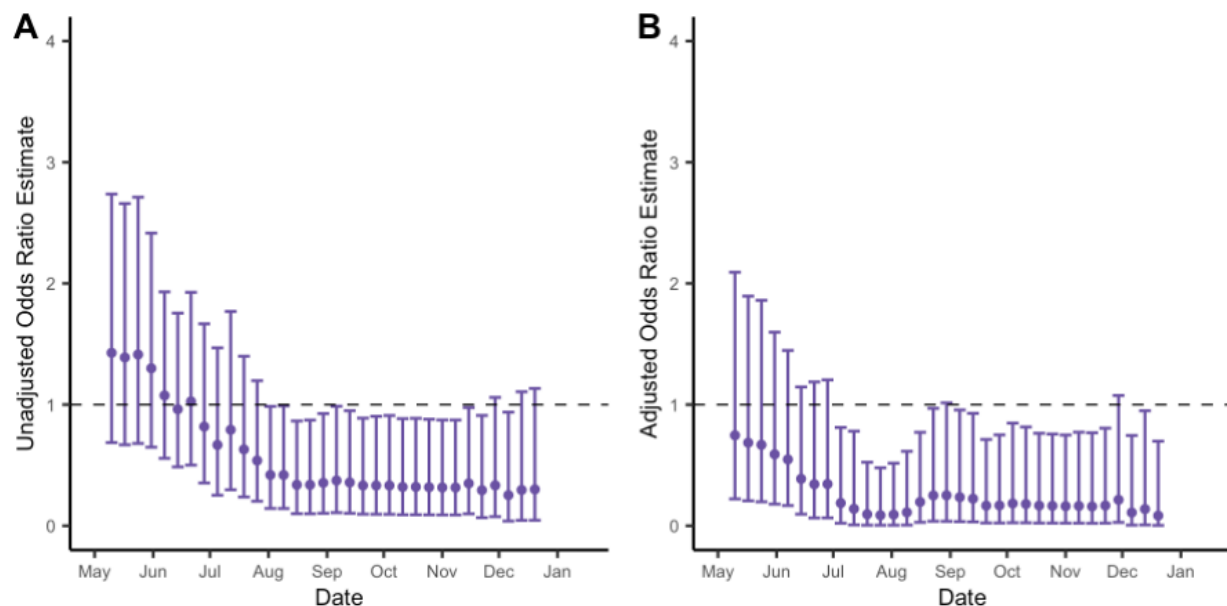 A
4
3
2
1
0
Unadjusted Odds Ratio Estimate
May Jun Jul Aug Sep Oct Nov Dec Jan
Date
B
4
3
2
1
0
Adjusted Odds Ratio Estimate
May Jun Jul Aug Sep Oct Nov Dec Jan
Date